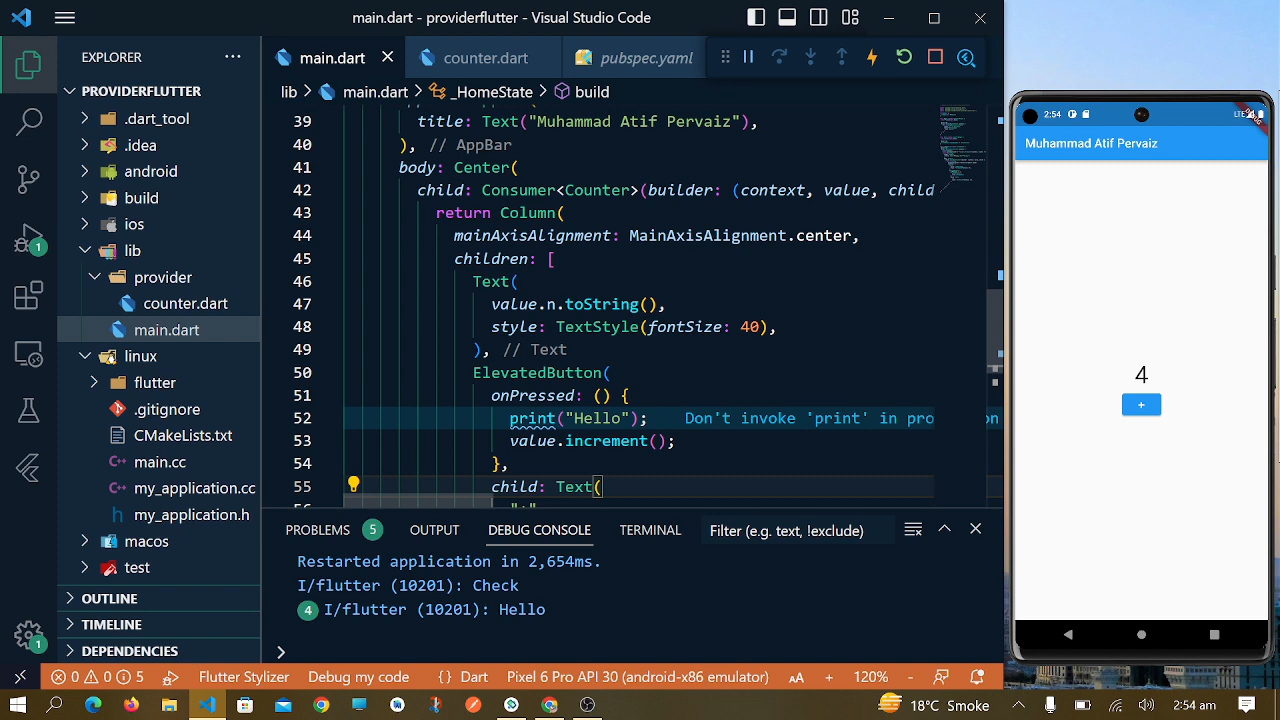 main.dart - providerflutter - Visual Studio Code
EXPLORER
main.dart
counter.dart
pubspec.yaml
PROVIDERFLUTTER
lib > main.dart > _HomeState > build
.dart_tool
.idea
android
build
ios
lib
provider
counter.dart
main.dart
linux
flutter
.gitignore
CMakeLists.txt
main.cc
my_application.cc
my_application.h
macos
test
OUTLINE
TIMELINE
DEPENDENCIES
1
1
39 title: Text("Muhammad Atif Pervaiz"),
40 ), // AppBar
41 body: Center(
42 child: Consumer<Counter>(builder: (context, value, child
43 return Column(
44 mainAxisAlignment: MainAxisAlignment.center,
45 children: [
46 Text(
47 value.n.toString(),
48 style: TextStyle(fontSize: 40),
49 ), // Text
50 ElevatedButton(
51 onPressed: () {
52 print("Hello"); Don't invoke 'print' in pro on
53 value.increment();
54 },
55 child: Text(
PROBLEMS 5 OUTPUT DEBUG CONSOLE TERMINAL Filter (e.g. text, !exclude)
Restarted application in 2,654ms.
I/flutter (10201): Check
4 I/flutter (10201): Hello
>
0 0 5 Flutter Stylizer Debug my code {} Dart Pixel 6 Pro API 30 (android-x86 emulator) AA + 120% -
18°C Smoke 2:54 am
2:54 LTE
Muhammad Atif Pervaiz
4
+